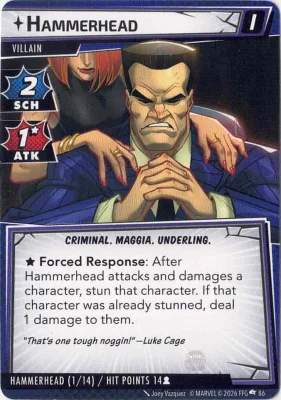 HAMMERHEAD
I
VILLAIN
2
SCH
1
ATK
CRIMINAL. MAGGIA. UNDERLING.
Forced Response: After
Hammerhead attacks and damages a
character, stun that character. If that
character was already stunned, deal
1 damage to them.
"That's one tough noggin!"—Luke Cage
Joey Vazquez © MARVEL © 2026 FFG 86
HAMMERHEAD (1/14) / HIT POINTS 14